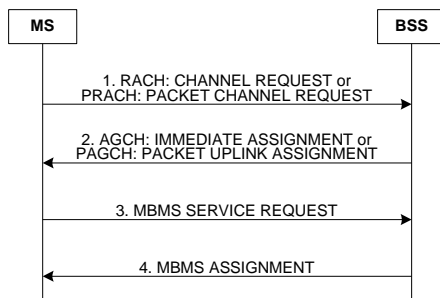 MS
BSS
1. RACH: CHANNEL REQUEST or
PRACH: PACKET CHANNEL REQUEST
2. AGCH: IMMEDIATE ASSIGNMENT or
PAGCH: PACKET UPLINK ASSIGNMENT
3. MBMS SERVICE REQUEST
4. MBMS ASSIGNMENT